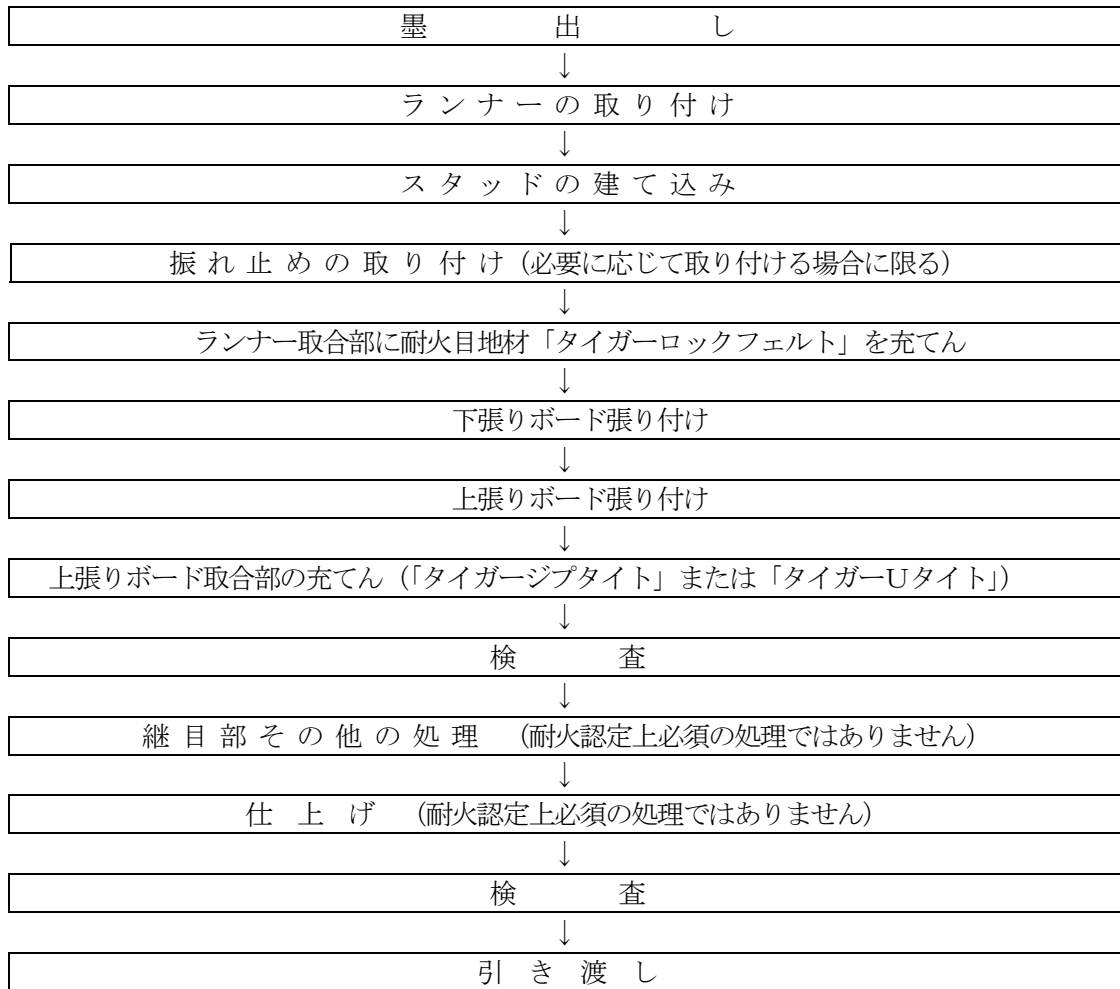 墨出し
↓
ランナーの取り付け
↓
スタッドの建て込み
↓
振れ止めの取り付け（必要に応じて取り付ける場合に限る）
↓
ランナー取合部に耐火目地材「タイガーロックフェルト」を充てん
↓
下張りボード張り付け
↓
上張りボード張り付け
↓
上張りボード取合部の充てん（「タイガージプタイト」または「タイガーUタイト」）
↓
検査
↓
継目部その他の処理 （耐火認定上必須の処理ではありません）
↓
仕上げ （耐火認定上必須の処理ではありません）
↓
検査
↓
引き渡し